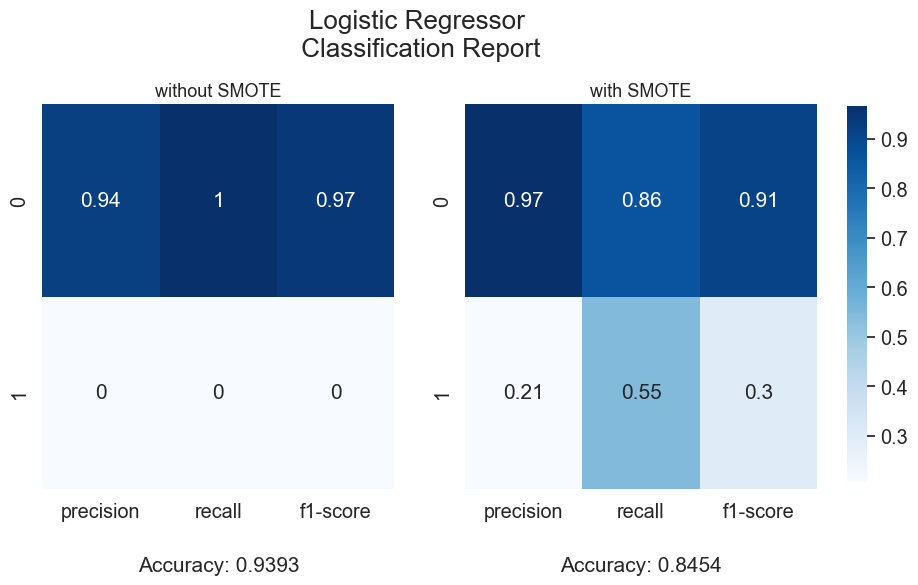 Logistic Regressor
Classification Report
without SMOTE
with SMOTE
0
0.94
1
0.97
1
0
0
0
precision
recall
f1-score
Accuracy: 0.9393
0
0.97
0.86
0.91
1
0.21
0.55
0.3
precision
recall
f1-score
Accuracy: 0.8454
0.9
0.8
0.7
0.6
0.5
0.4
0.3